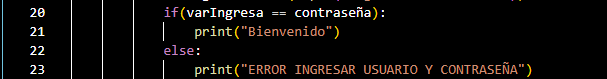 20 if(varIngresa == contraseña):
21 print("Bienvenido")
22 else:
23 print("ERROR INGRESAR USUARIO Y CONTRASEÑA")